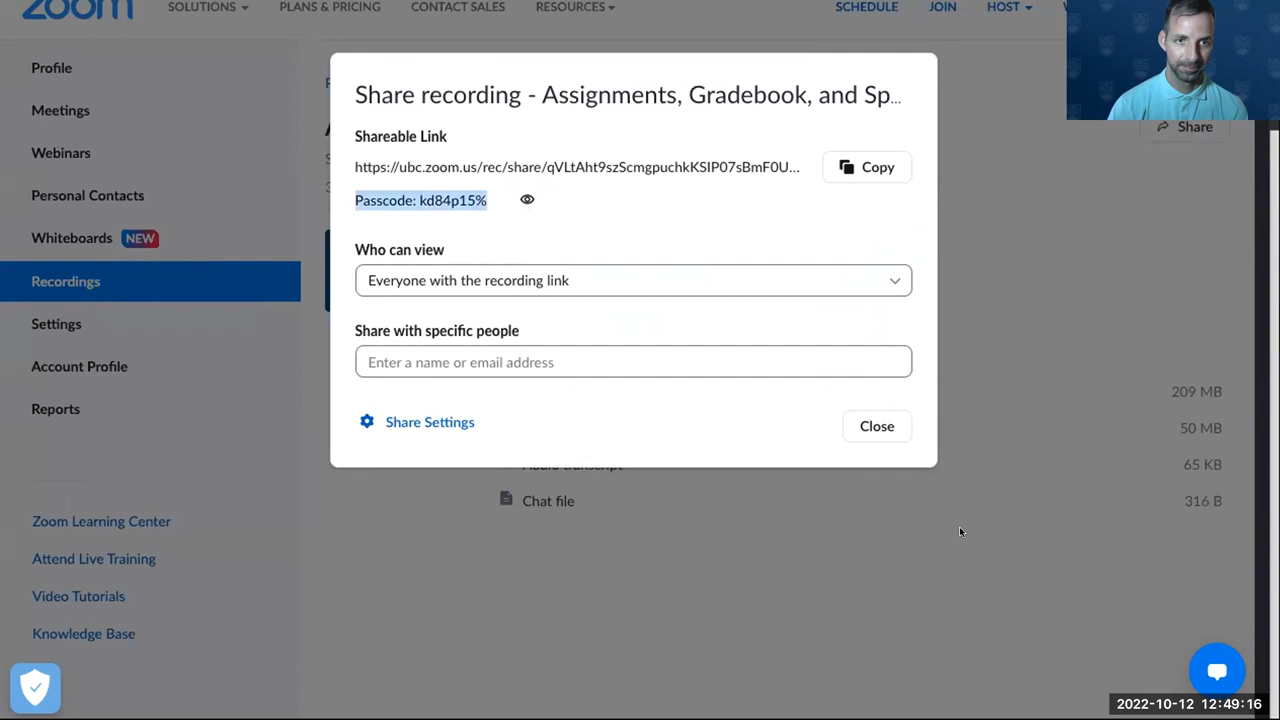 zoom
SOLUTIONS
PLANS & PRICING
CONTACT SALES
RESOURCES
SCHEDULE
JOIN
HOST
Profile
Meetings
Webinars
Personal Contacts
Whiteboards NEW
Recordings
Settings
Account Profile
Reports
Zoom Learning Center
Attend Live Training
Video Tutorials
Knowledge Base
Share recording - Assignments, Gradebook, and Sp...
Shareable Link
https://ubc.zoom.us/rec/share/qVLtAht9szScmgpuchkKSIP07sBmF0U...
Copy
Passcode: kd84p15%
Who can view
Everyone with the recording link
Share with specific people
Enter a name or email address
Share Settings
Close
Share
209 MB
50 MB
Audio transcript
65 KB
Chat file
316 B
2022-10-12 12:49:16